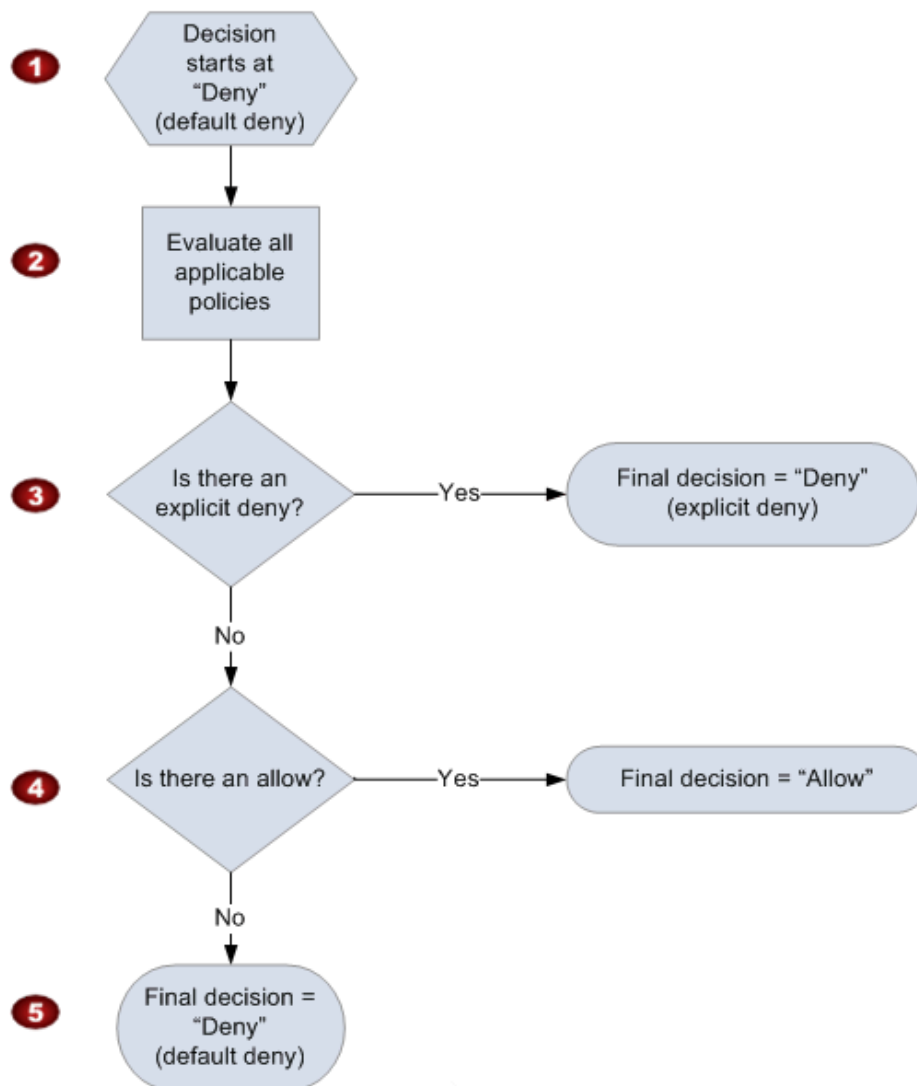 1
Decision
starts at
“Deny”
(default deny)
2
Evaluate all
applicable
policies
3
Is there an
explicit deny?
Yes
Final decision = “Deny”
(explicit deny)
No
4
Is there an allow?
Yes
Final decision = “Allow”
No
5
Final decision =
“Deny”
(default deny)